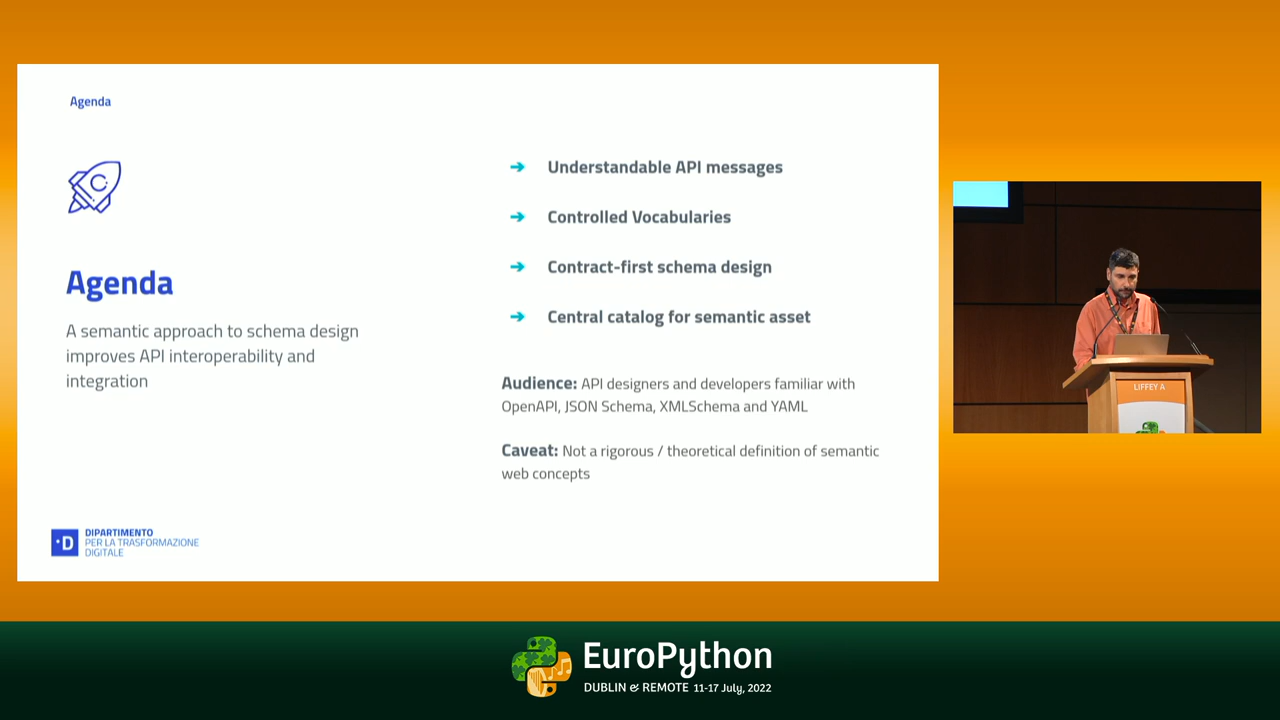 Agenda
Agenda
A semantic approach to schema design
improves API interoperability and
integration
➔ Understandable API messages
➔ Controlled Vocabularies
➔ Contract-first schema design
➔ Central catalog for semantic asset
Audience: API designers and developers familiar with
OpenAPI, JSON Schema, XMLSchema and YAML
Caveat: Not a rigorous / theoretical definition of semantic
web concepts
·D
DIPARTIMENTO
PER LA TRASFORMAZIONE
DIGITALE
LIFFEY A
EuroPython
DUBLIN & REMOTE 11-17 July, 2022